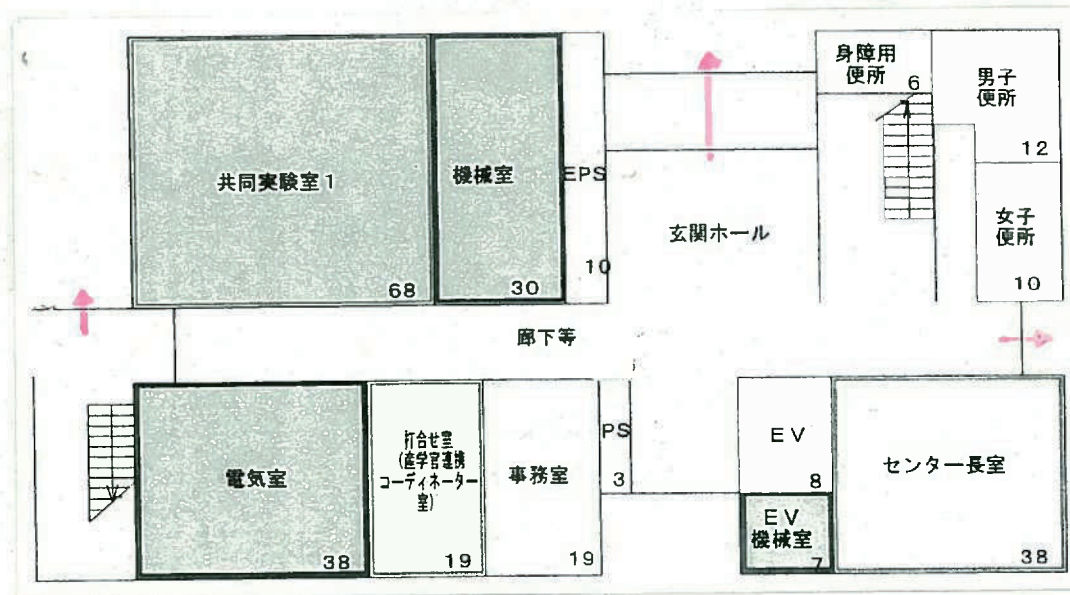 共同実験室1
68
機械室
30
EPS
10
玄関ホール
身障用
便所
6
男子
便所
12
女子
便所
10
廊下等
電気室
38
打合せ室
(産学官連携
コーディネーター
室)
19
事務室
19
PS
3
EV
8
EV
機械室
7
センター長室
38